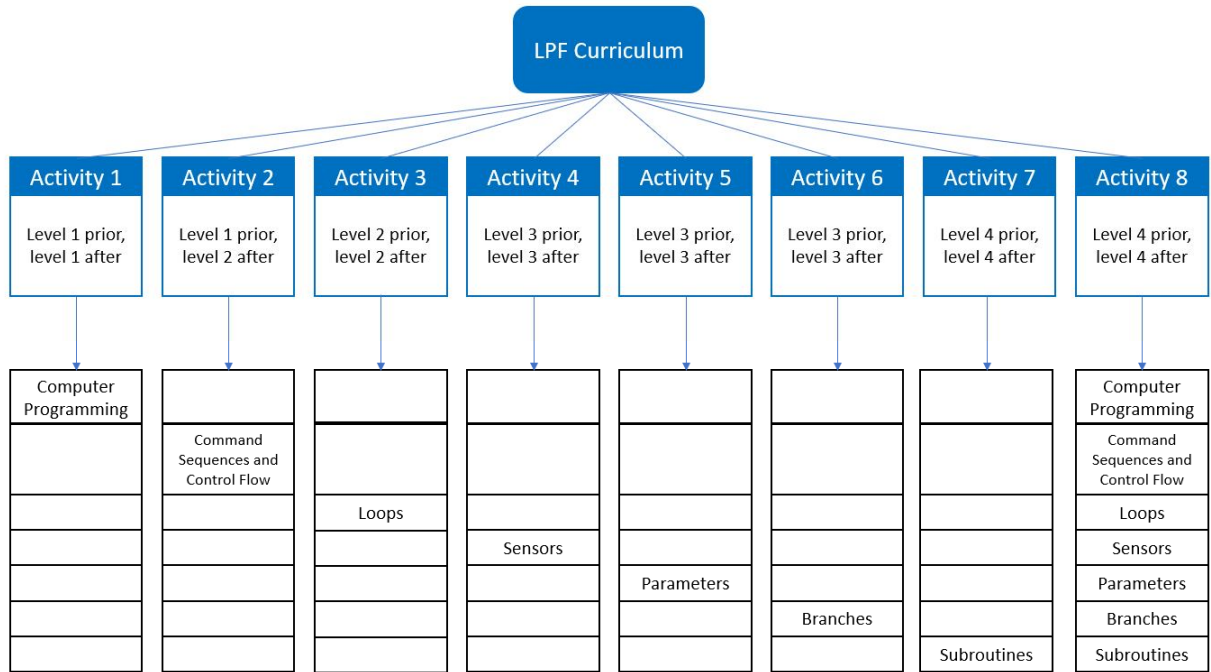 LPF Curriculum
Activity 1
Activity 2
Activity 3
Activity 4
Activity 5
Activity 6
Activity 7
Activity 8
Level 1 prior,
level 1 after
Level 1 prior,
level 2 after
Level 2 prior,
level 2 after
Level 3 prior,
level 3 after
Level 3 prior,
level 3 after
Level 3 prior,
level 3 after
Level 4 prior,
level 4 after
Level 4 prior,
level 4 after
Computer
Programming
Computer
Programming
Command
Sequences and
Control Flow
Command
Sequences and
Control Flow
Loops
Loops
Sensors
Sensors
Parameters
Parameters
Branches
Branches
Subroutines
Subroutines